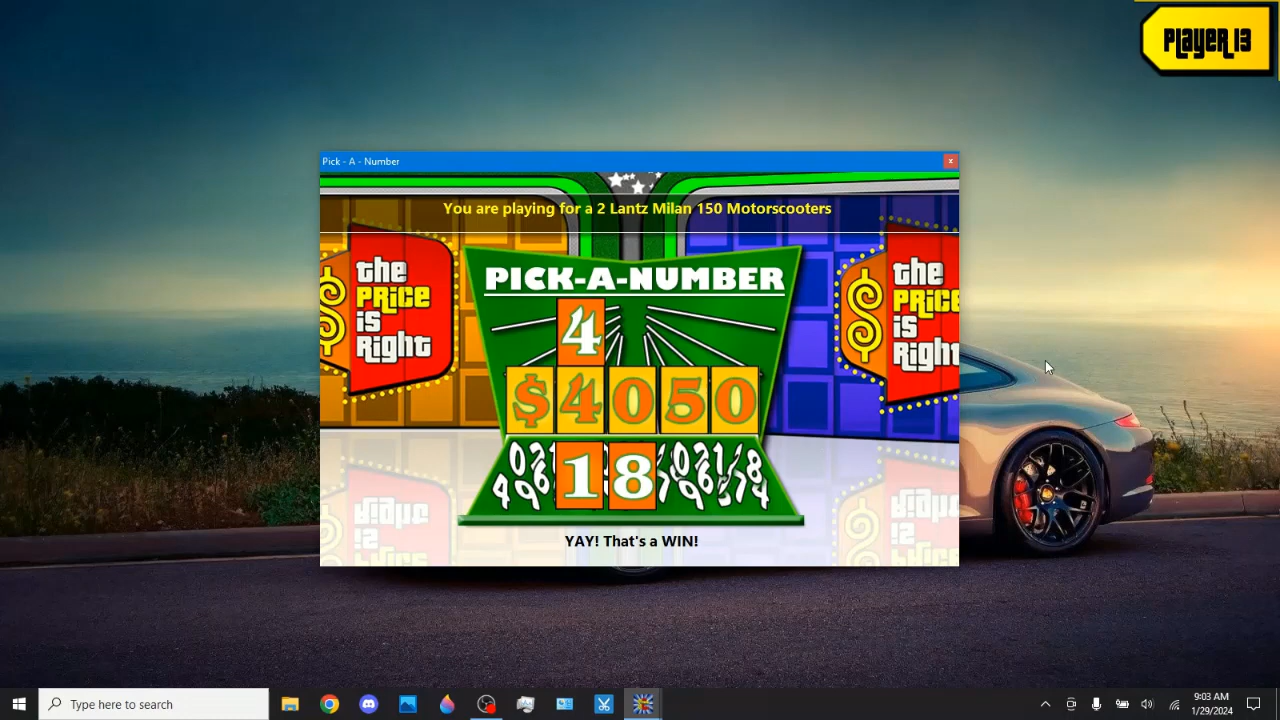 PLAYER 13
Pick - A - Number
You are playing for a 2 Lantz Milan 150 Motorscooters
the PRICE is Right
the PRICE is Right
PICK-A-NUMBER
4
$4050
1 8
YAY! That's a WIN!
Type here to search
9:03 AM
1/29/2024